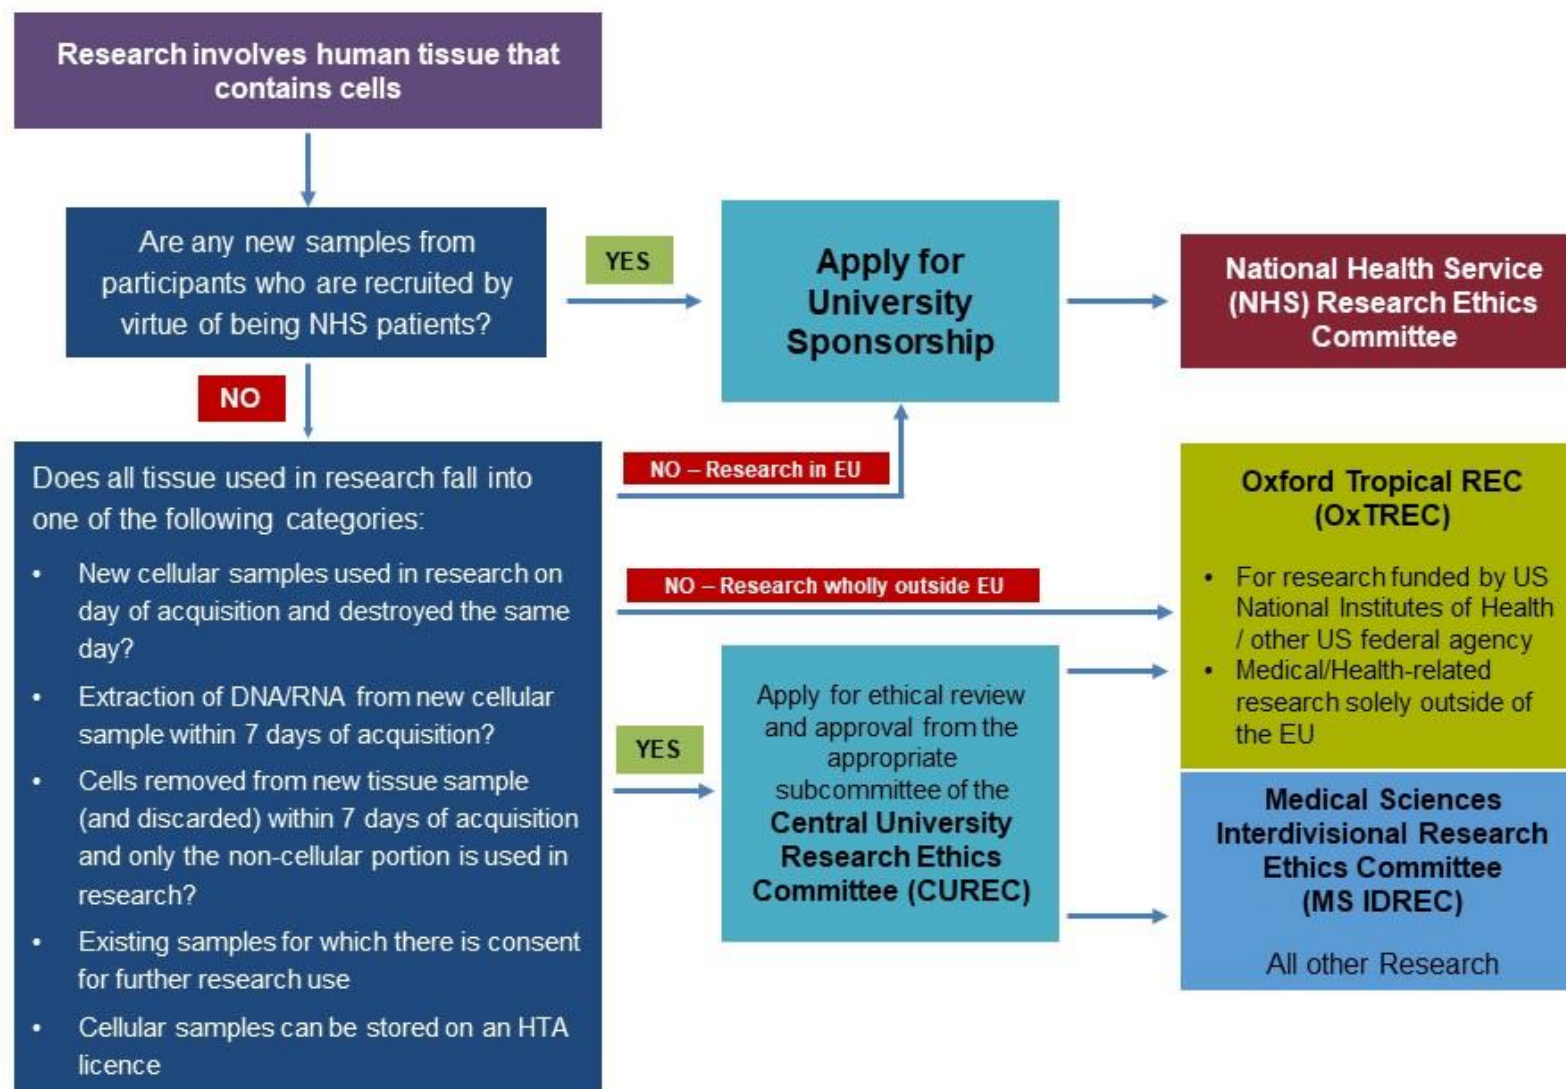 Research involves human tissue that
contains cells
Are any new samples from
participants who are recruited by
virtue of being NHS patients?
YES
Apply for
University
Sponsorship
National Health Service
(NHS) Research Ethics
Committee
NO
Does all tissue used in research fall into
one of the following categories:
• New cellular samples used in research on
day of acquisition and destroyed the same
day?
• Extraction of DNA/RNA from new cellular
sample within 7 days of acquisition?
• Cells removed from new tissue sample
(and discarded) within 7 days of acquisition
and only the non-cellular portion is used in
research?
• Existing samples for which there is consent
for further research use
• Cellular samples can be stored on an HTA
licence
NO – Research in EU
NO – Research wholly outside EU
YES
Apply for ethical review
and approval from the
appropriate
subcommittee of the
Central University
Research Ethics
Committee (CUREC)
Oxford Tropical REC
(OxTREC)
• For research funded by US
National Institutes of Health
/ other US federal agency
• Medical/Health-related
research solely outside of
the EU
Medical Sciences
Interdivisional Research
Ethics Committee
(MS IDREC)
All other Research